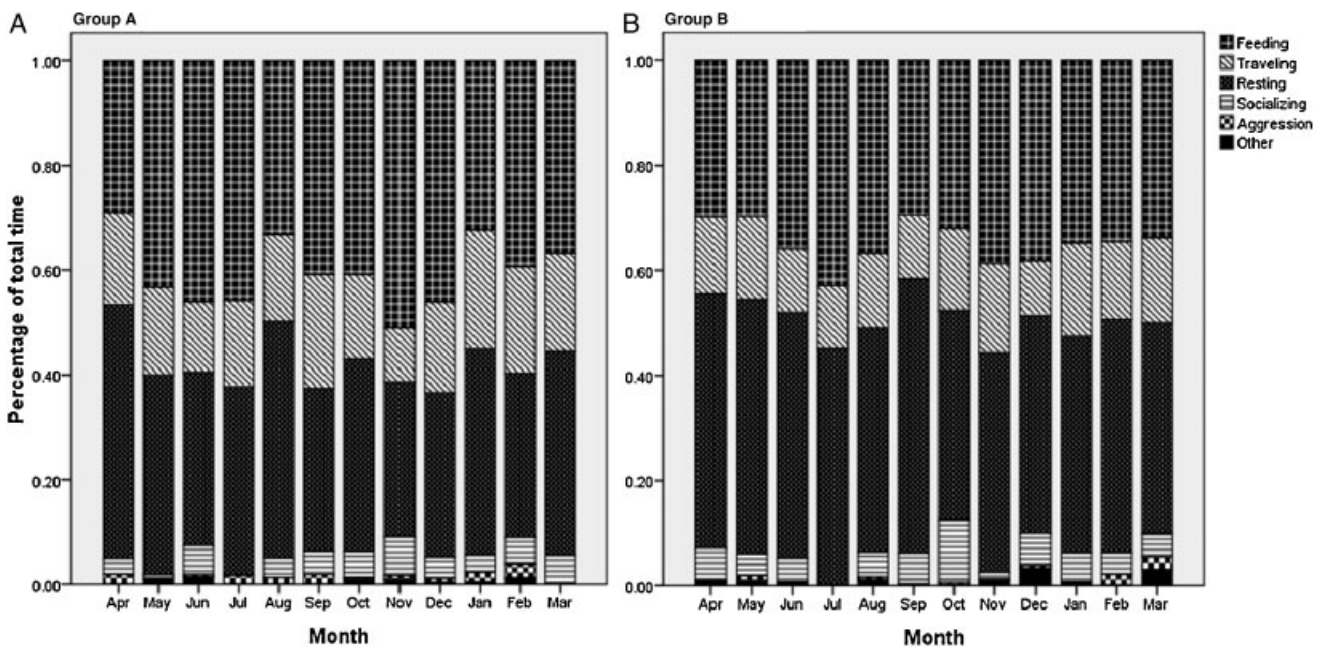 A
Group A
Percentage of total time
1.00
0.80
0.60
0.40
0.20
0.00
Apr May Jun Jul Aug Sep Oct Nov Dec Jan Feb Mar
Month
B
Group B
1.00
0.80
0.60
0.40
0.20
0.00
Apr May Jun Jul Aug Sep Oct Nov Dec Jan Feb Mar
Month
Feeding
Traveling
Resting
Socializing
Aggression
Other